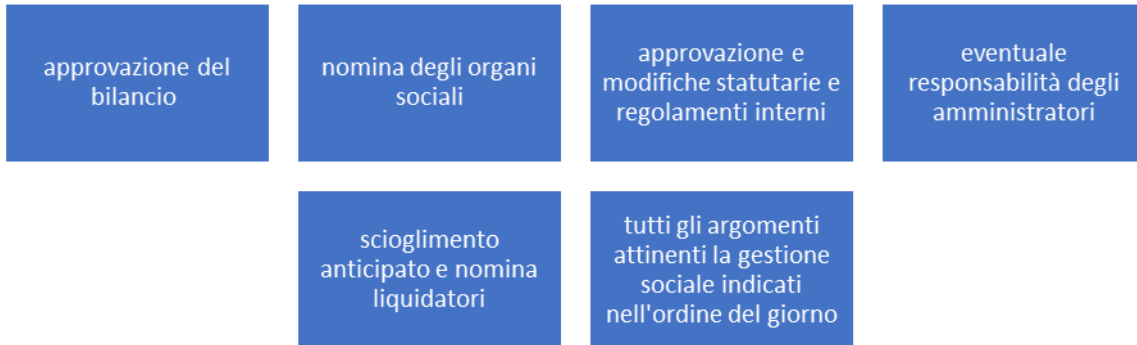 approvazione del
bilancio
nomina degli organi
sociali
approvazione e
modifiche statutarie e
regolamenti interni
eventuale
responsabilità degli
amministratori
scioglimento
anticipato e nomina
liquidatori
tutti gli argomenti
attinenti la gestione
sociale indicati
nell'ordine del giorno